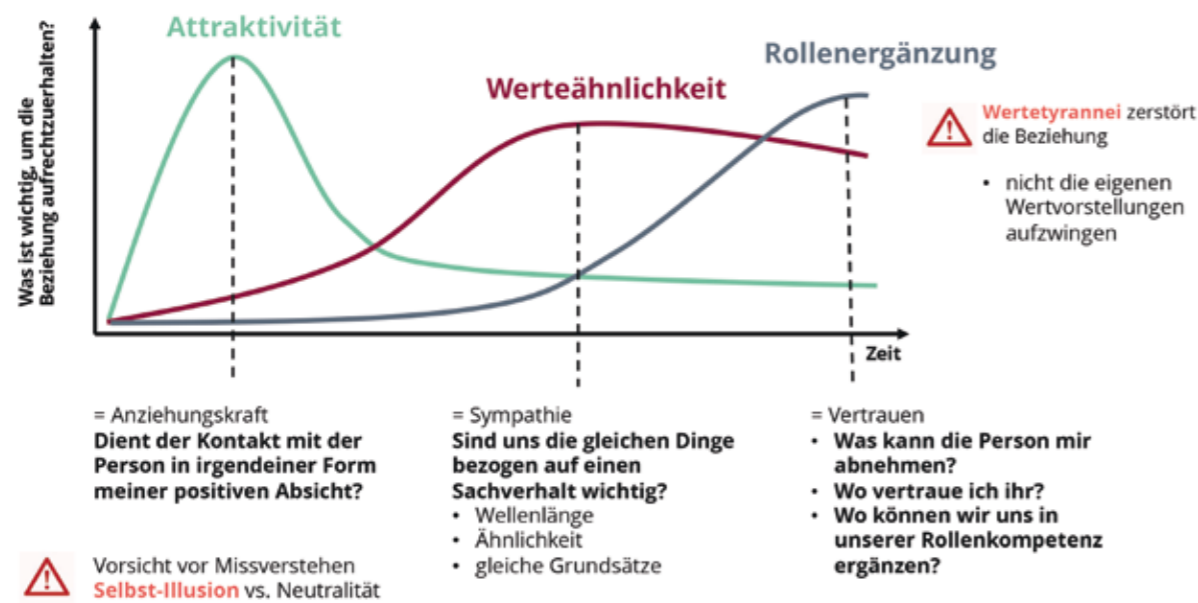 Attraktivität
Werteähnlichkeit
Rollenergänzung
Was ist wichtig, um die
Beziehung aufrechtzuerhalten?
Zeit
Wertetyrannei zerstört
die Beziehung
• nicht die eigenen
Wertvorstellungen
aufzwingen
= Anziehungskraft
Dient der Kontakt mit der
Person in irgendeiner Form
meiner positiven Absicht?
Vorsicht vor Missverstehen
Selbst-Illusion vs. Neutralität
= Sympathie
Sind uns die gleichen Dinge
bezogen auf einen
Sachverhalt wichtig?
• Wellenlänge
• Ähnlichkeit
• gleiche Grundsätze
= Vertrauen
• Was kann die Person mir
abnehmen?
• Wo vertraue ich ihr?
• Wo können wir uns in
unserer Rollenkompetenz
ergänzen?